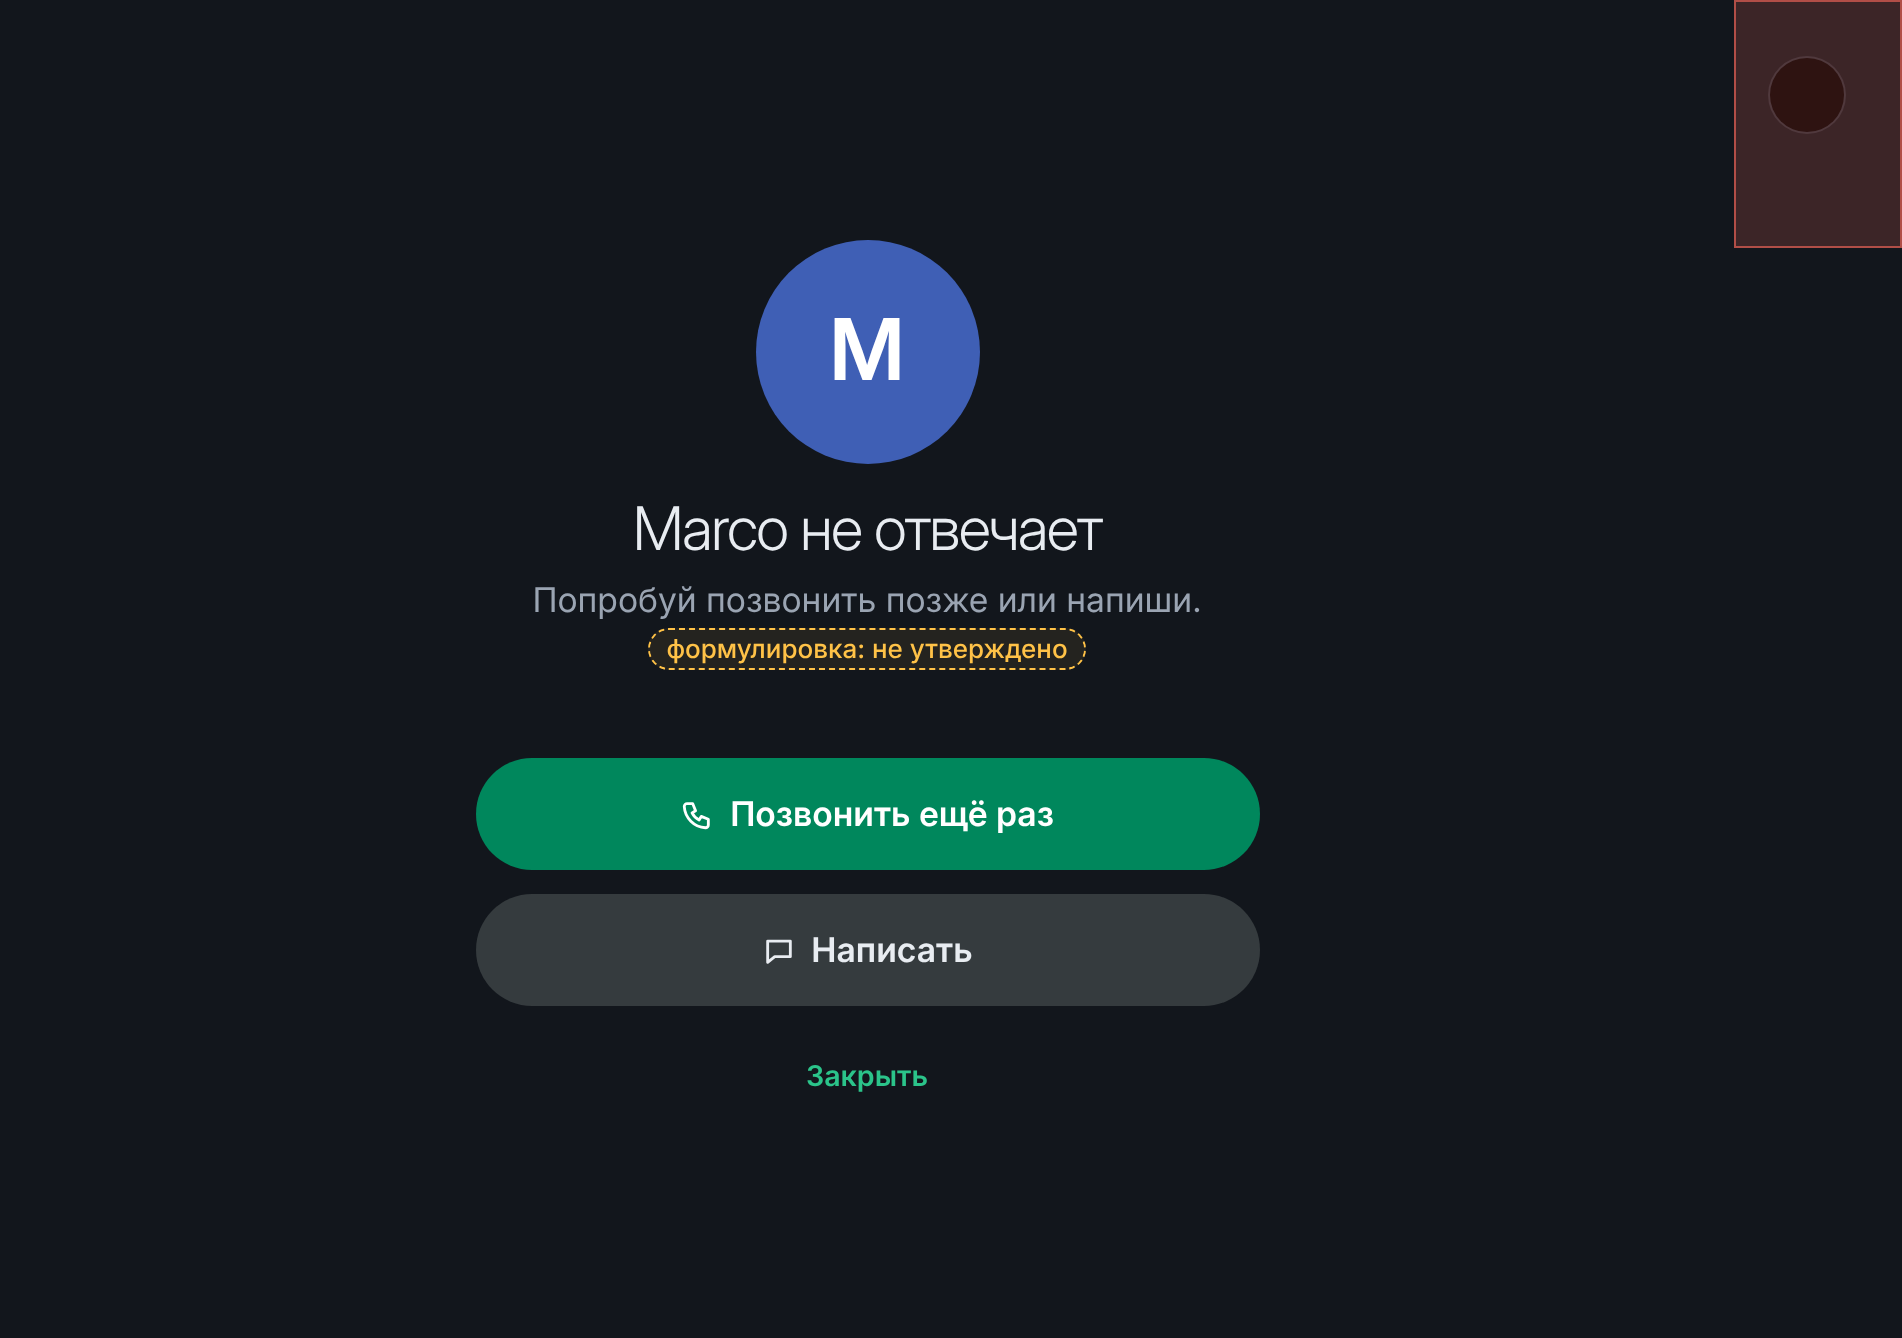 M
Marco не отвечает
Попробуй позвонить позже или напиши.
формулировка: не утверждено
Позвонить ещё раз
Написать
Закрыть